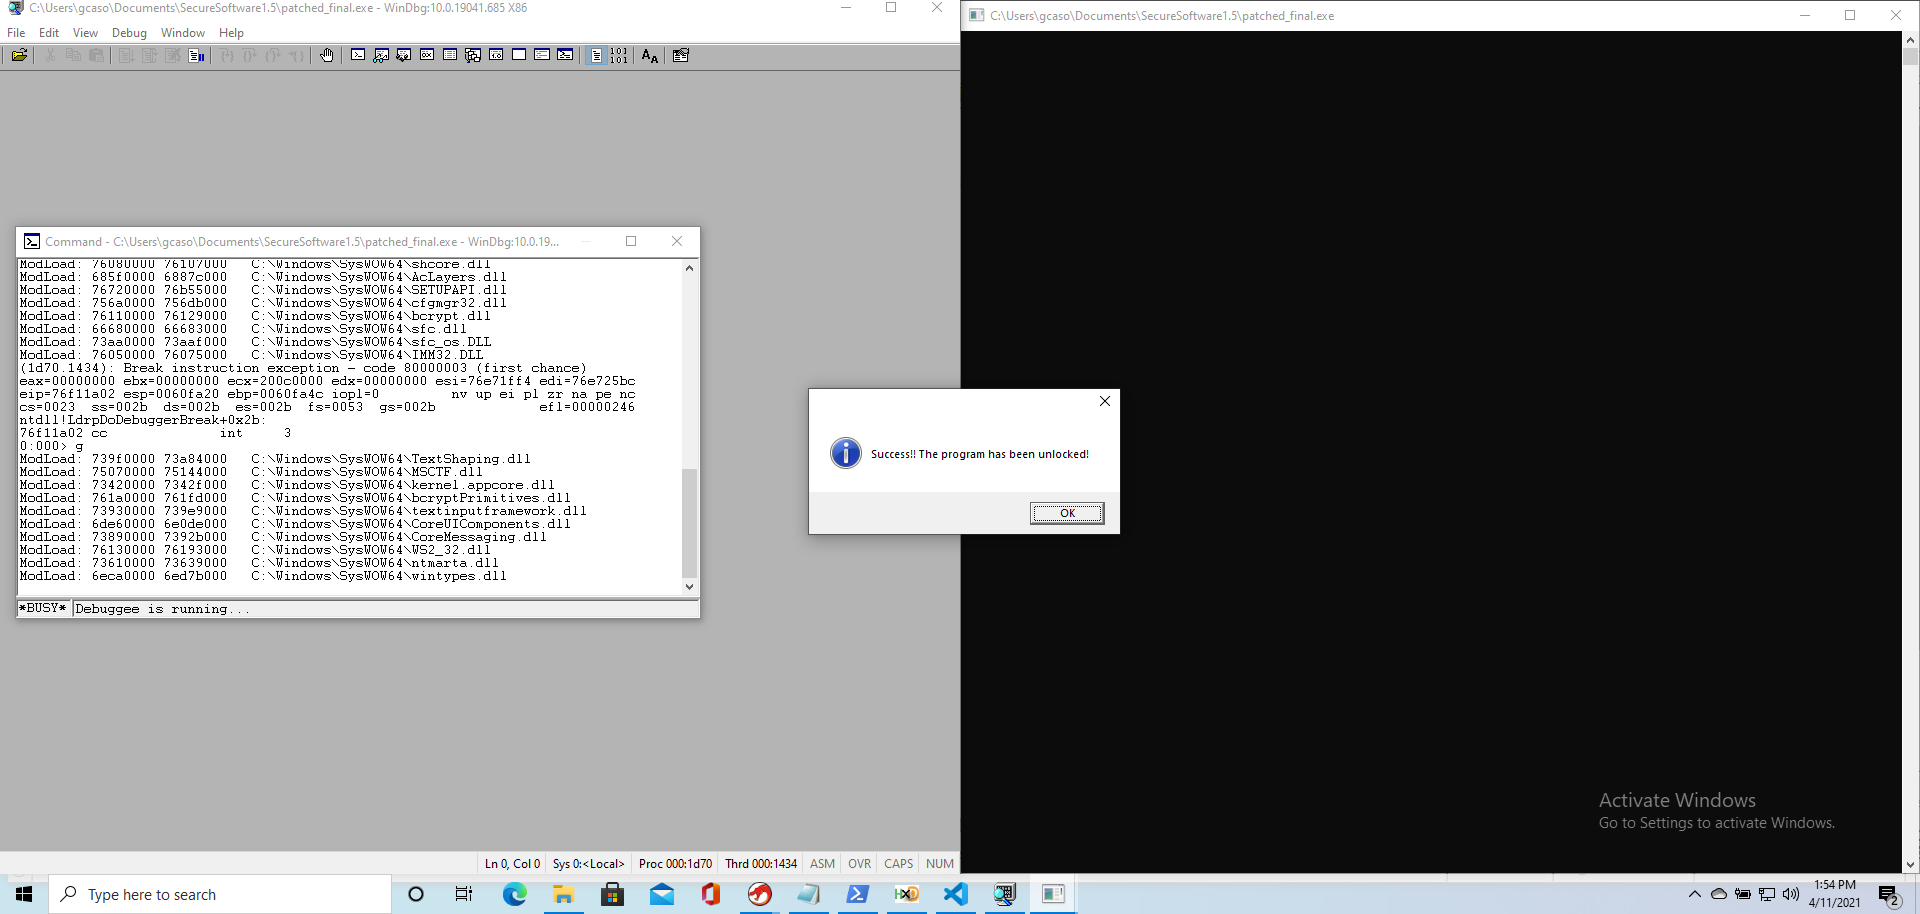 C:\Users\gcaso\Documents\SecureSoftware1.5\patched_final.exe - WinDbg:10.0.19041.685 X86
File Edit View Debug Window Help
C:\Users\gcaso\Documents\SecureSoftware1.5\patched_final.exe
Command - C:\Users\gcaso\Documents\SecureSoftware1.5\patched_final.exe - WinDbg:10.0.19...
ModLoad: 76080000 76107000   C:\Windows\SysWOW64\shcore.dll
ModLoad: 685f0000 6887c000   C:\Windows\SysWOW64\AcLayers.dll
ModLoad: 76720000 76b55000   C:\Windows\SysWOW64\SETUPAPI.dll
ModLoad: 756a0000 756db000   C:\Windows\SysWOW64\cfgmgr32.dll
ModLoad: 76110000 76129000   C:\Windows\SysWOW64\bcrypt.dll
ModLoad: 66680000 66683000   C:\Windows\SysWOW64\sfc.dll
ModLoad: 73aa0000 73aaf000   C:\Windows\SysWOW64\sfc_os.DLL
ModLoad: 76050000 76075000   C:\Windows\SysWOW64\IMM32.DLL
(1d70.1434): Break instruction exception - code 80000003 (first chance)
eax=00000000 ebx=00000000 ecx=200c0000 edx=00000000 esi=76e71ff4 edi=76e725bc
eip=76f11a02 esp=0060fa20 ebp=0060fa4c iopl=0         nv up ei pl zr na pe nc
cs=0023  ss=002b  ds=002b  es=002b  fs=0053  gs=002b             efl=00000246
ntdll!LdrpDoDebuggerBreak+0x2b:
76f11a02 cc              int     3
0:000> g
ModLoad: 739f0000 73a84000   C:\Windows\SysWOW64\TextShaping.dll
ModLoad: 75070000 75144000   C:\Windows\SysWOW64\MSCTF.dll
ModLoad: 73420000 7342f000   C:\Windows\SysWOW64\kernel.appcore.dll
ModLoad: 761a0000 761fd000   C:\Windows\SysWOW64\bcryptPrimitives.dll
ModLoad: 73930000 739e9000   C:\Windows\SysWOW64\textinputframework.dll
ModLoad: 6de60000 6e0de000   C:\Windows\SysWOW64\CoreUIComponents.dll
ModLoad: 73890000 7392b000   C:\Windows\SysWOW64\CoreMessaging.dll
ModLoad: 76130000 76193000   C:\Windows\SysWOW64\WS2_32.dll
ModLoad: 73610000 73639000   C:\Windows\SysWOW64\ntmarta.dll
ModLoad: 6eca0000 6ed7b000   C:\Windows\SysWOW64\wintypes.dll
*BUSY* Debuggee is running...
Success!! The program has been unlocked!
OK
Activate Windows
Go to Settings to activate Windows.
Ln 0, Col 0 Sys 0:<Local> Proc 000:1d70 Thrd 000:1434 ASM OVR CAPS NUM
Type here to search
1:54 PM
4/11/2021
2